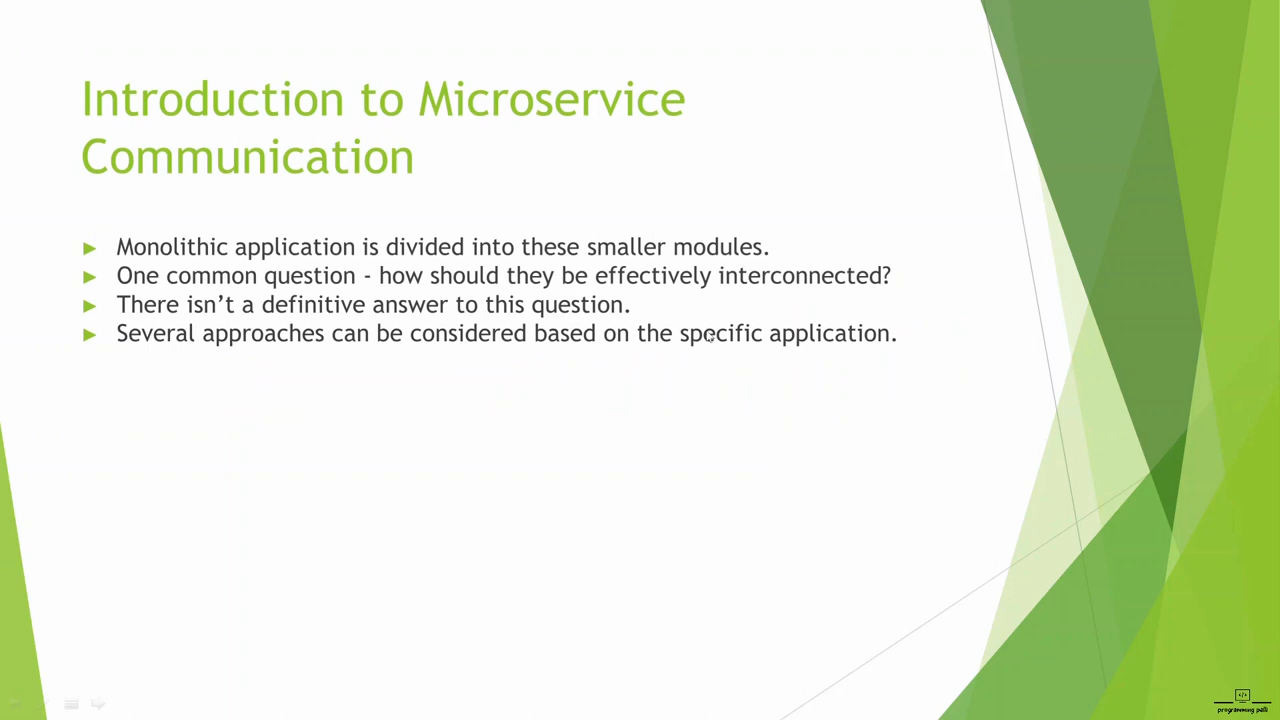 Introduction to Microservice
Communication
Monolithic application is divided into these smaller modules.
One common question - how should they be effectively interconnected?
There isn't a definitive answer to this question.
Several approaches can be considered based on the specific application.
programming path